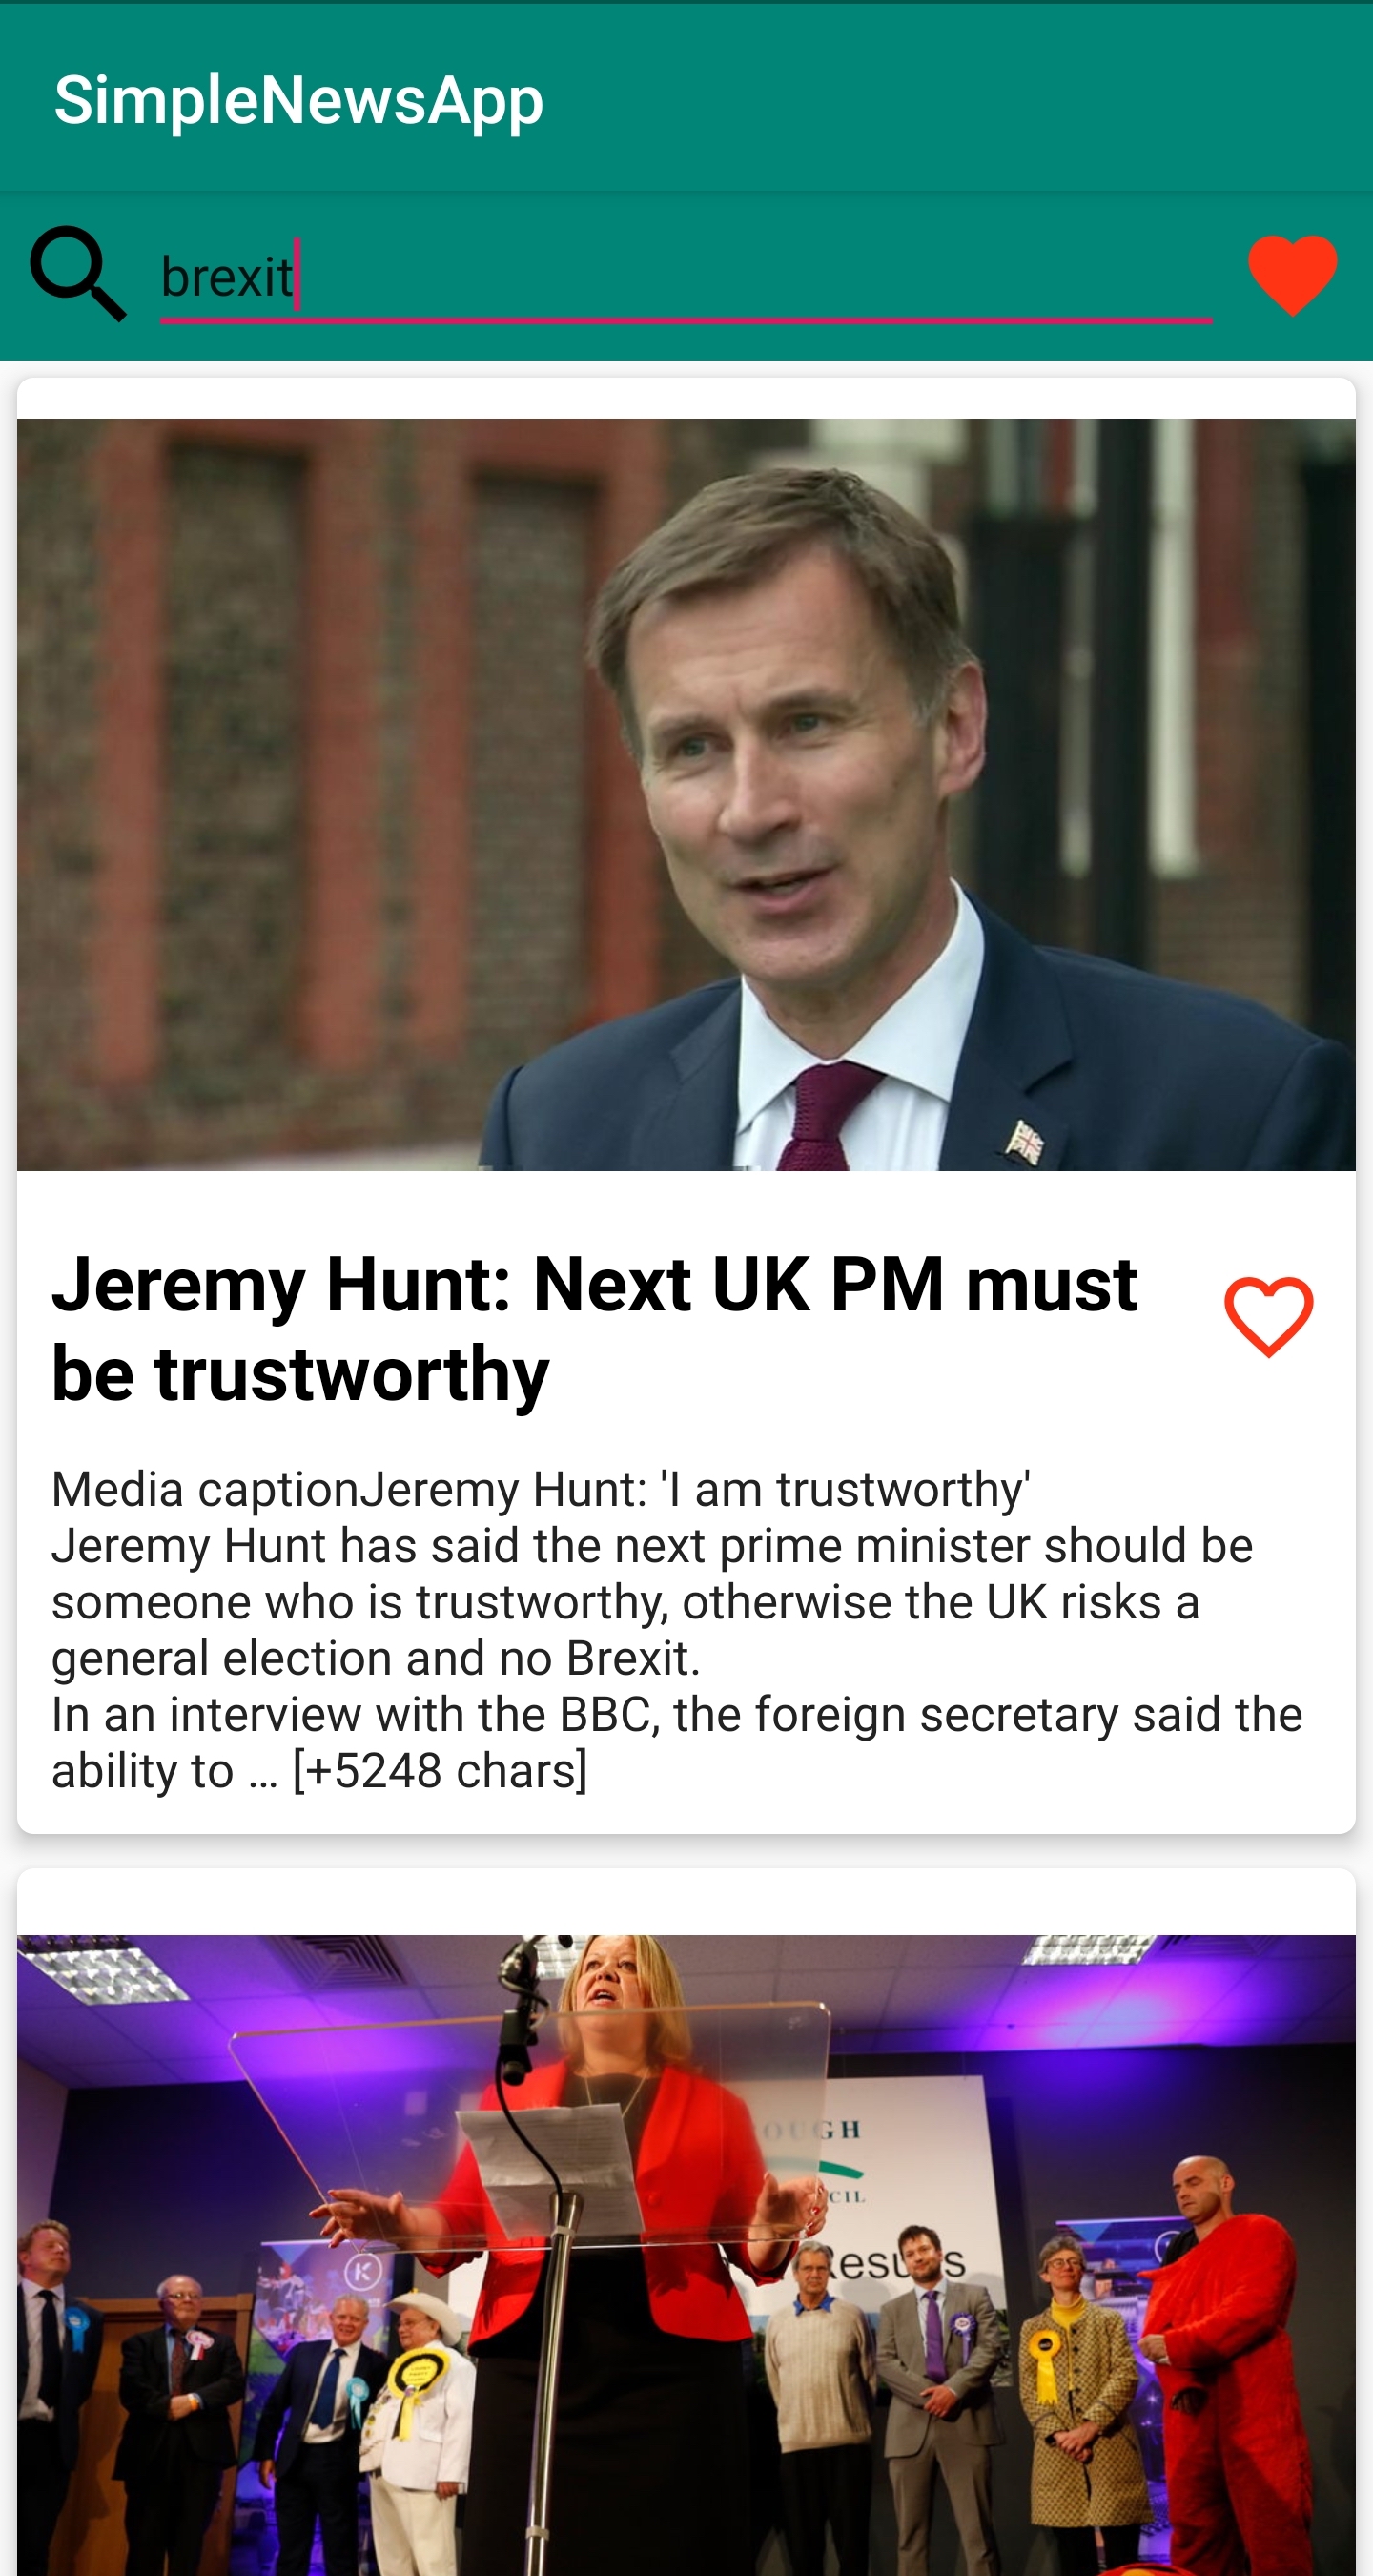 SimpleNewsApp
brexit
Jeremy Hunt: Next UK PM must
be trustworthy
Media captionJeremy Hunt: 'I am trustworthy'
Jeremy Hunt has said the next prime minister should be
someone who is trustworthy, otherwise the UK risks a
general election and no Brexit.
In an interview with the BBC, the foreign secretary said the
ability to … [+5248 chars]
OUGH
CIL
K